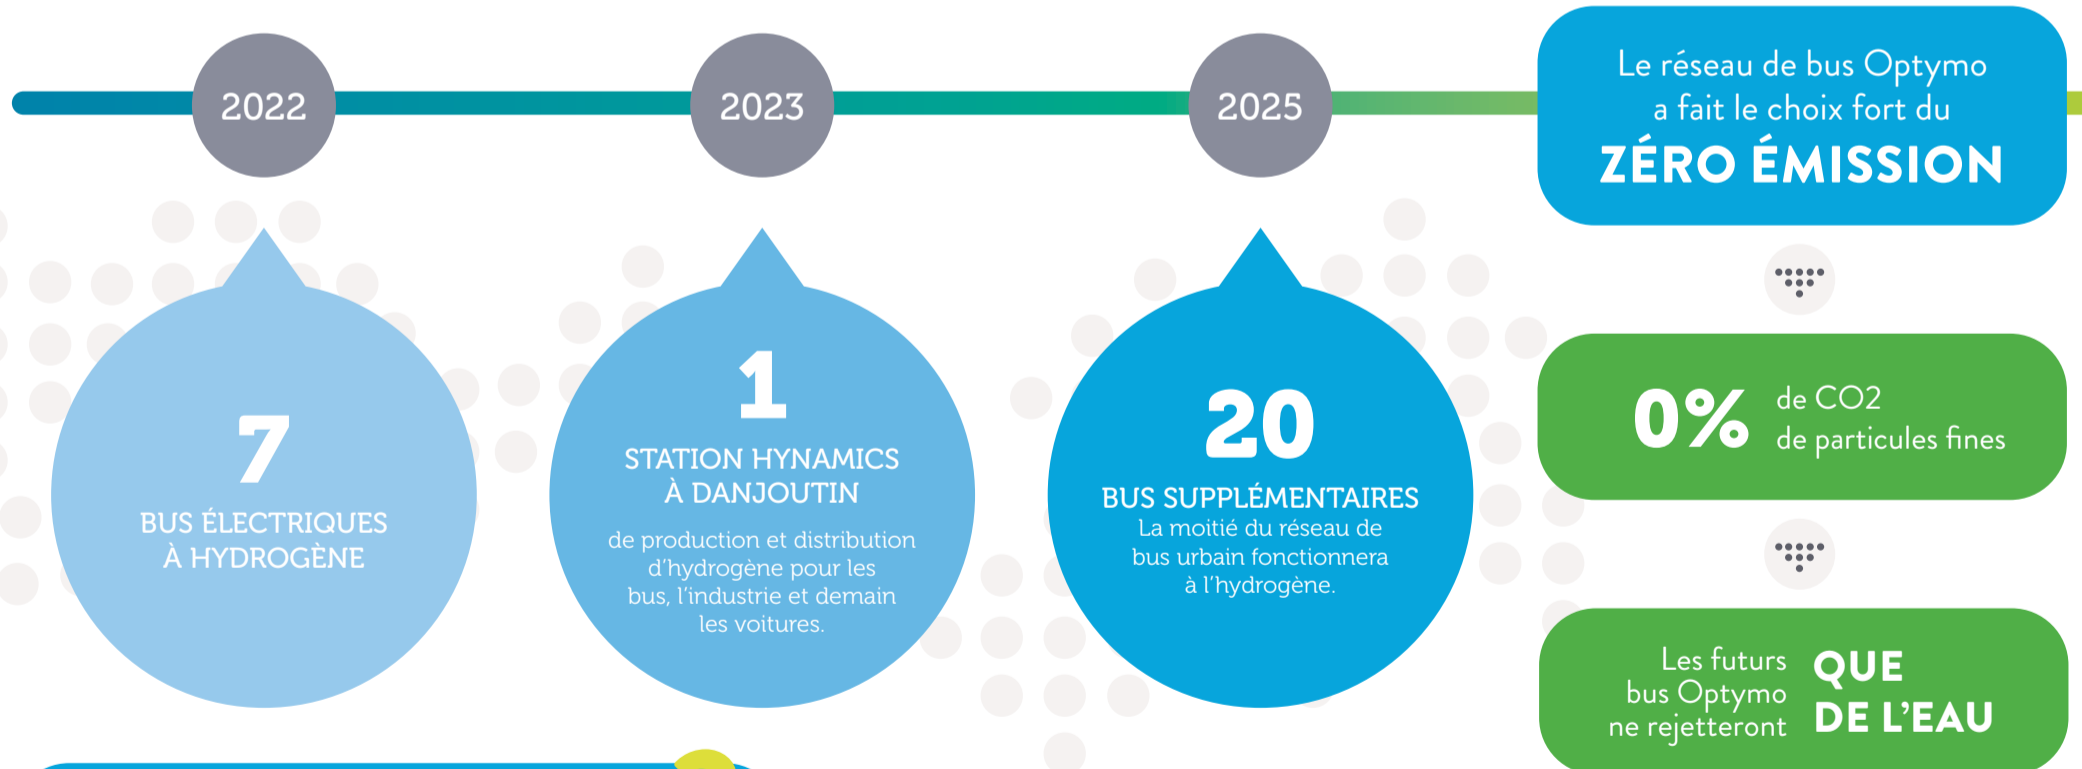 2022
2023
2025
7
BUS ÉLECTRIQUES
À HYDROGÈNE
1
STATION HYNAMICS
À DANJOUTIN
de production et distribution
d'hydrogène pour les
bus, l'industrie et demain
les voitures.
20
BUS SUPPLÉMENTAIRES
La moitié du réseau de
bus urbain fonctionnera
à l'hydrogène.
Le réseau de bus Optymo
a fait le choix fort du
ZÉRO ÉMISSION
0%
de CO2
de particules fines
Les futurs
bus Optymo
ne rejetteront
QUE
DE L'EAU